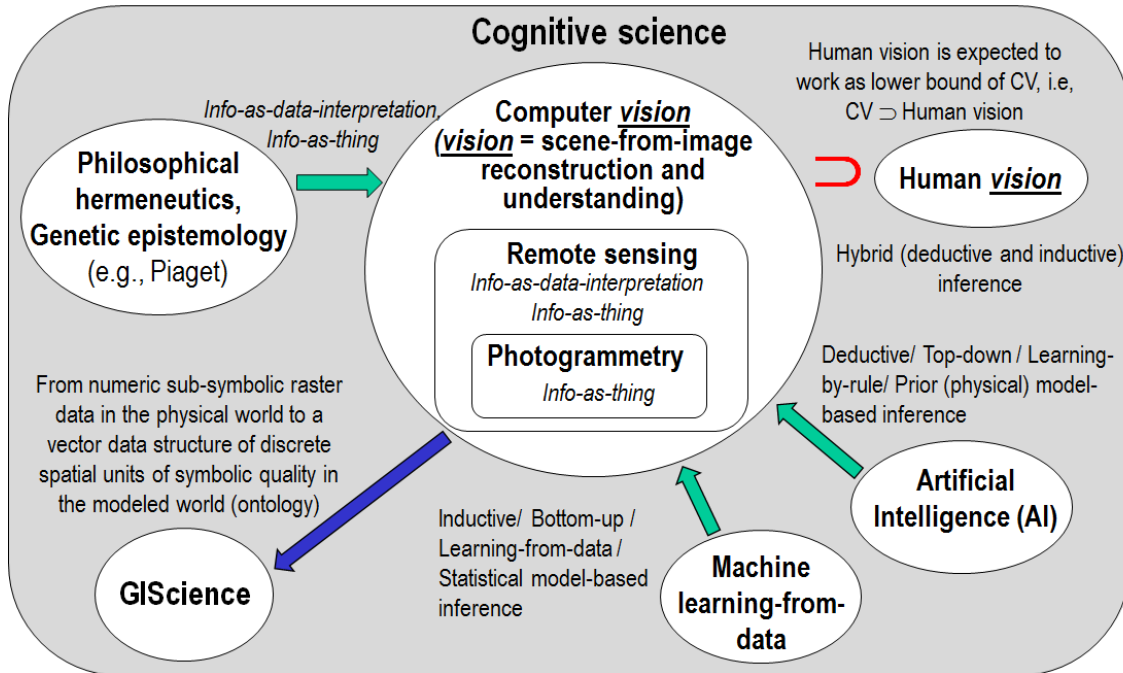 Cognitive science
Info-as-data-interpretation,
Info-as-thing
Philosophical
hermeneutics,
Genetic epistemology
(e.g., Piaget)
Computer vision
(vision = scene-from-image
reconstruction and
understanding)
Human vision is expected to
work as lower bound of CV, i.e,
CV ⊃ Human vision
Human vision
Hybrid (deductive and inductive)
inference
Remote sensing
Info-as-data-interpretation
Info-as-thing
Photogrammetry
Info-as-thing
From numeric sub-symbolic raster
data in the physical world to a
vector data structure of discrete
spatial units of symbolic quality in
the modeled world (ontology)
GIScience
Deductive/ Top-down / Learning-
by-rule/ Prior (physical) model-
based inference
Artificial
Intelligence (AI)
Inductive/ Bottom-up /
Learning-from-data /
Statistical model-based
inference
Machine
learning-from-
data